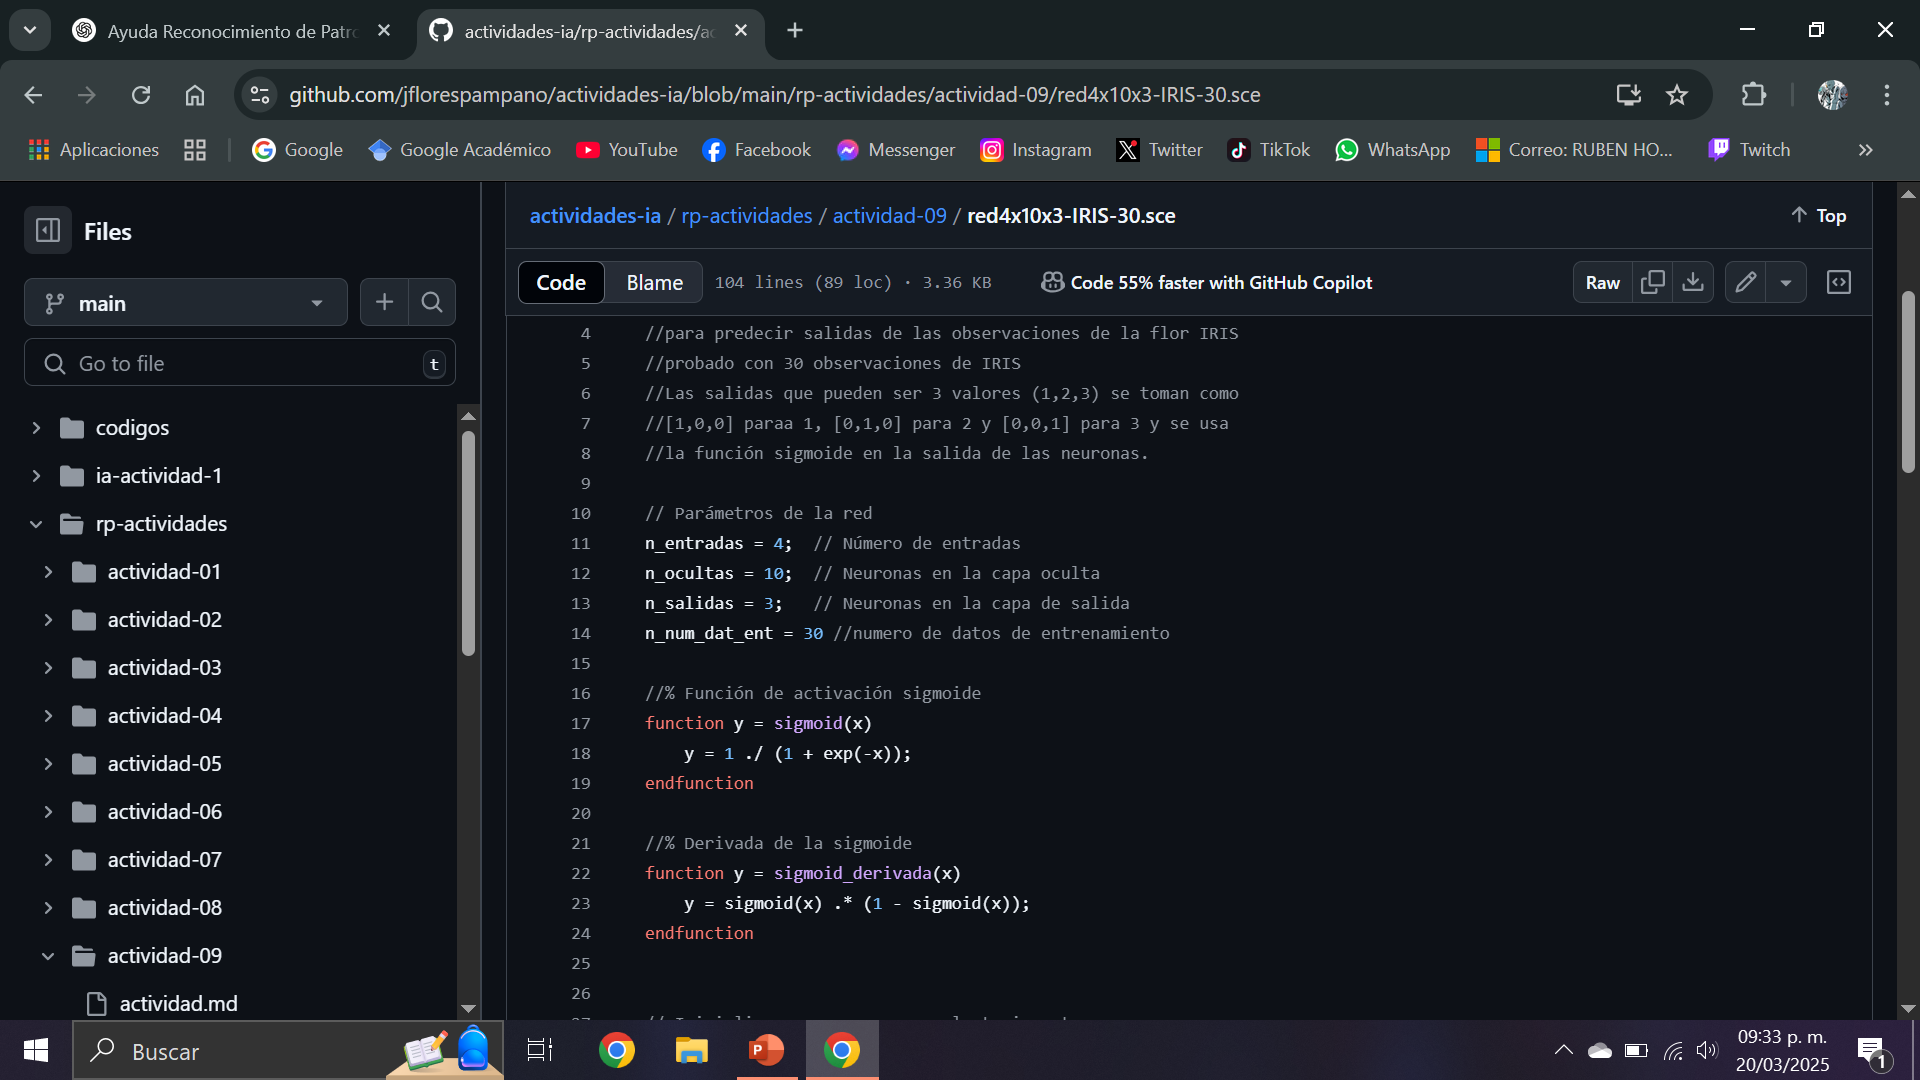 Ayuda Reconocimiento de Patro
actividades-ia/rp-actividades/ac
github.com/jflorespampano/actividades-ia/blob/main/rp-actividades/actividad-09/red4x10x3-IRIS-30.sce
Aplicaciones Google Google Académico YouTube Facebook Messenger Instagram Twitter TikTok WhatsApp Correo: RUBEN HO... Twitch
Files
main
Go to file t
codigos
ia-actividad-1
rp-actividades
actividad-01
actividad-02
actividad-03
actividad-04
actividad-05
actividad-06
actividad-07
actividad-08
actividad-09
actividad.md
actividades-ia / rp-actividades / actividad-09 / red4x10x3-IRIS-30.sce
Top
Code Blame 104 lines (89 loc) · 3.36 KB Code 55% faster with GitHub Copilot Raw
4 //para predecir salidas de las observaciones de la flor IRIS
5 //probado con 30 observaciones de IRIS
6 //Las salidas que pueden ser 3 valores (1,2,3) se toman como
7 //[1,0,0] paraa 1, [0,1,0] para 2 y [0,0,1] para 3 y se usa
8 //la función sigmoide en la salida de las neuronas.
9
10 // Parámetros de la red
11 n_entradas = 4; // Número de entradas
12 n_ocultas = 10; // Neuronas en la capa oculta
13 n_salidas = 3; // Neuronas en la capa de salida
14 n_num_dat_ent = 30 //numero de datos de entrenamiento
15
16 //% Función de activación sigmoide
17 function y = sigmoid(x)
18 y = 1 ./ (1 + exp(-x));
19 endfunction
20
21 //% Derivada de la sigmoide
22 function y = sigmoid_derivada(x)
23 y = sigmoid(x) .* (1 - sigmoid(x));
24 endfunction
25
26
Buscar
09:33 p. m.
20/03/2025
1